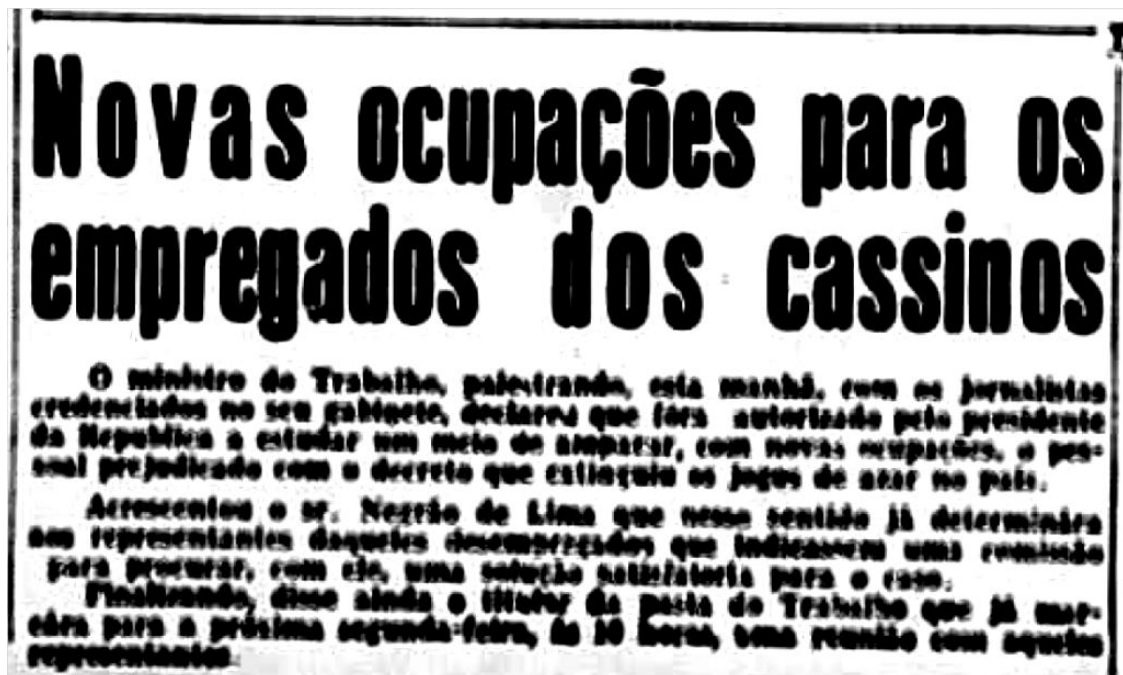 Novas ocupações para os
empregados dos cassinos
O ministro do Trabalho, palestrando, esta manhã, com os jornalistas
credenciados no seu gabinete, declarou que fôra autorizado pelo presidente
da Republica a estudar um meio de amparar, com novas ocupações, o pes-
soal prejudicado com o decreto que extinguiu os jogos de azar no país.
Acrescentou o sr. Negrão de Lima que nesse sentido já determinára
aos representantes daqueles desempregados que indicassem uma comissão
para procurar, com ele, uma solução satisfatoria para o caso.
Finalizando, disse ainda o titular da pasta do Trabalho que já mar-
cára para a próxima segunda-feira, ás 10 horas, uma reunião com aqueles
representantes.